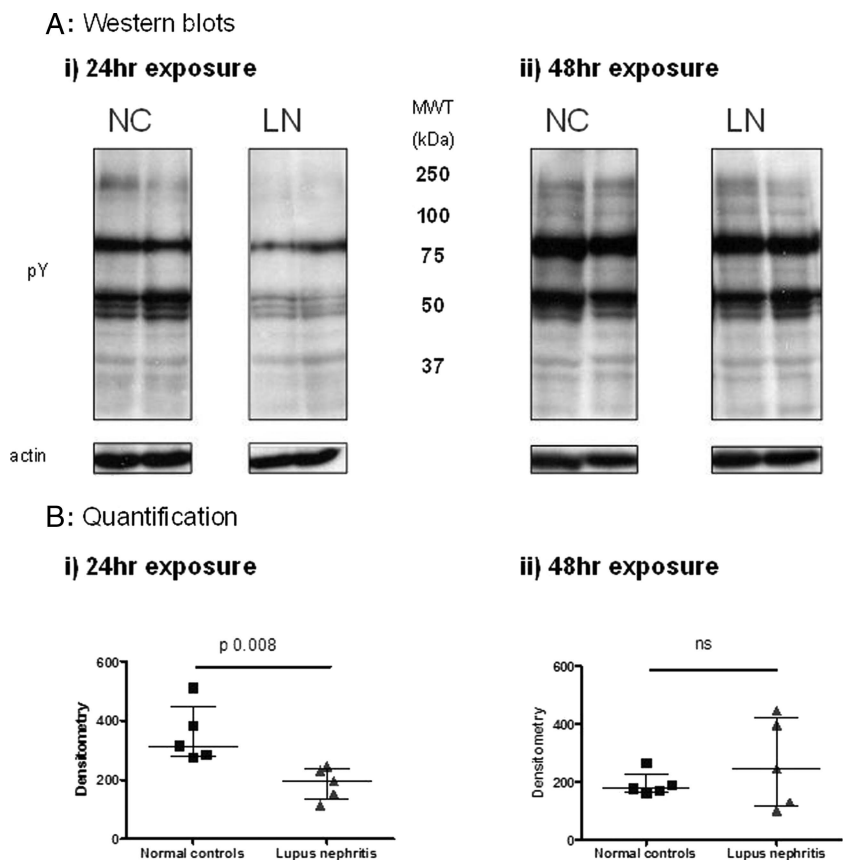 A: Western blots
i) 24hr exposure
ii) 48hr exposure
NC LN MWT (kDa) NC LN
250
100
75
pY
50
37
actin
B: Quantification
i) 24hr exposure
ii) 48hr exposure
p 0.008
600
400
200
0
Densitometry
Normal controls Lupus nephritis
ns
600
400
200
0
Densitometry
Normal controls Lupus nephritis